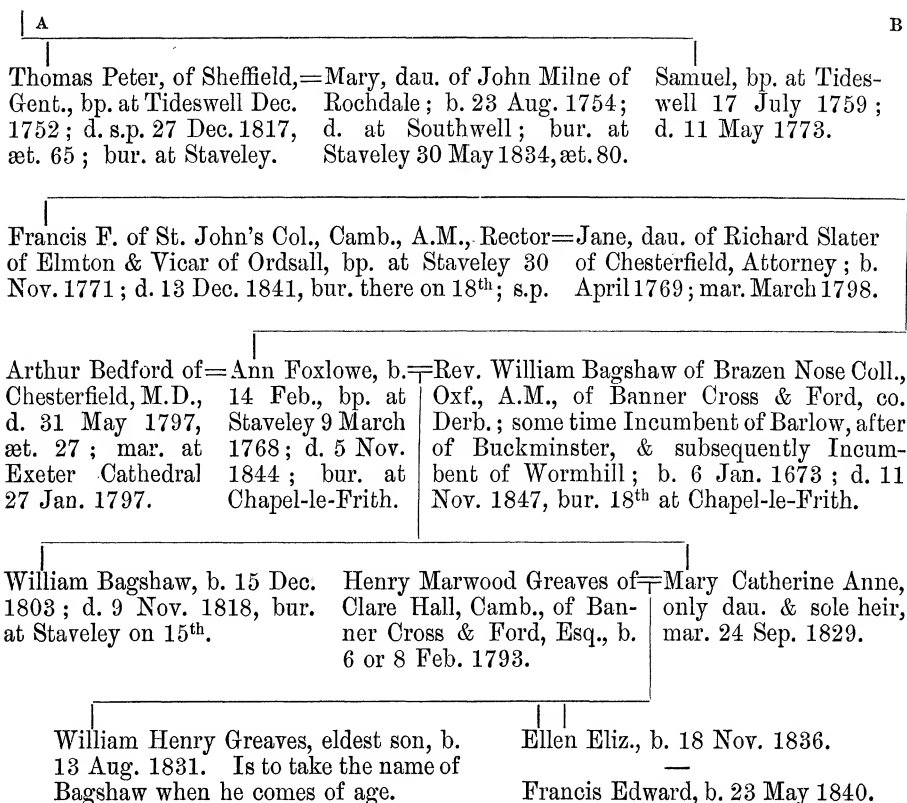 A
B
Thomas Peter, of Sheffield,=
Gent., bp. at Tideswell Dec.
1752; d. s.p. 27 Dec. 1817,
æt. 65; bur. at Staveley.
Mary, dau. of John Milne of
Rochdale; b. 23 Aug. 1754;
d. at Southwell; bur. at
Staveley 30 May 1834, æt. 80.
Samuel, bp. at Tides-
well 17 July 1759;
d. 11 May 1773.
Francis F. of St. John's Col., Camb., A.M., Rector=
of Elmton & Vicar of Ordsall, bp. at Staveley 30
Nov. 1771; d. 13 Dec. 1841, bur. there on 18th; s.p.
Jane, dau. of Richard Slater
of Chesterfield, Attorney; b.
April 1769; mar. March 1798.
Arthur Bedford of=
Chesterfield, M.D.,
d. 31 May 1797,
æt. 27; mar. at
Exeter Cathedral
27 Jan. 1797.
Ann Foxlowe, b.=
14 Feb., bp. at
Staveley 9 March
1768; d. 5 Nov.
1844; bur. at
Chapel-le-Frith.
Rev. William Bagshaw of Brazen Nose Coll.,
Oxf., A.M., of Banner Cross & Ford, co.
Derb.; some time Incumbent of Barlow, after
of Buckminster, & subsequently Incum-
bent of Wormhill; b. 6 Jan. 1673; d. 11
Nov. 1847, bur. 18th at Chapel-le-Frith.
William Bagshaw, b. 15 Dec.
1803; d. 9 Nov. 1818, bur.
at Staveley on 15th.
Henry Marwood Greaves of=
Clare Hall, Camb., of Ban-
ner Cross & Ford, Esq., b.
6 or 8 Feb. 1793.
Mary Catherine Anne,
only dau. & sole heir,
mar. 24 Sep. 1829.
William Henry Greaves, eldest son, b.
13 Aug. 1831. Is to take the name of
Bagshaw when he comes of age.
Ellen Eliz., b. 18 Nov. 1836.
—
Francis Edward, b. 23 May 1840.